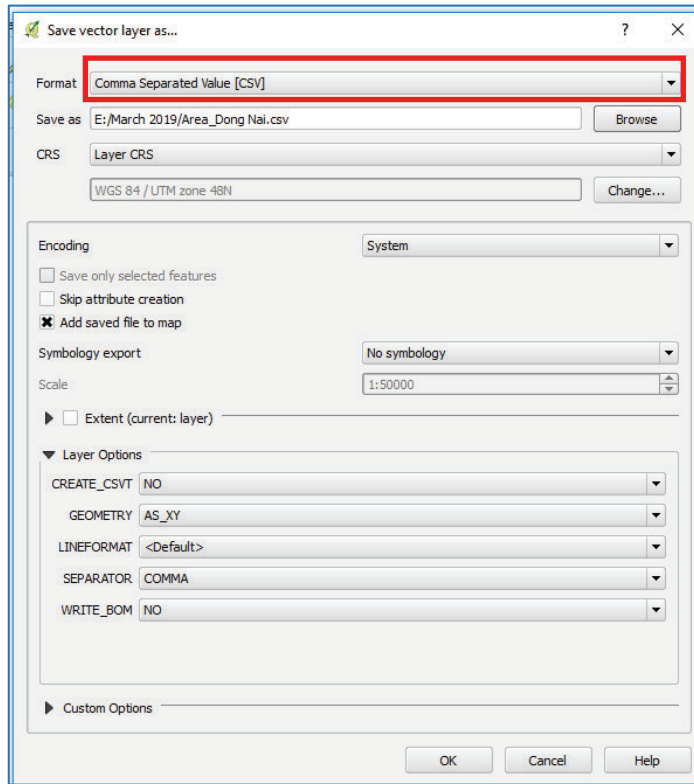 Save vector layer as...
?
Format Comma Separated Value [CSV]
Save as E:/March 2019/Area_Dong Nai.csv Browse
CRS Layer CRS
WGS 84 / UTM zone 48N Change...
Encoding System
Save only selected features
Skip attribute creation
Add saved file to map
Symbology export No symbology
Scale 1:50000
Extent (current: layer)
Layer Options
CREATE_CSVT NO
GEOMETRY AS_XY
LINEFORMAT <Default>
SEPARATOR COMMA
WRITE_BOM NO
Custom Options
OK Cancel Help